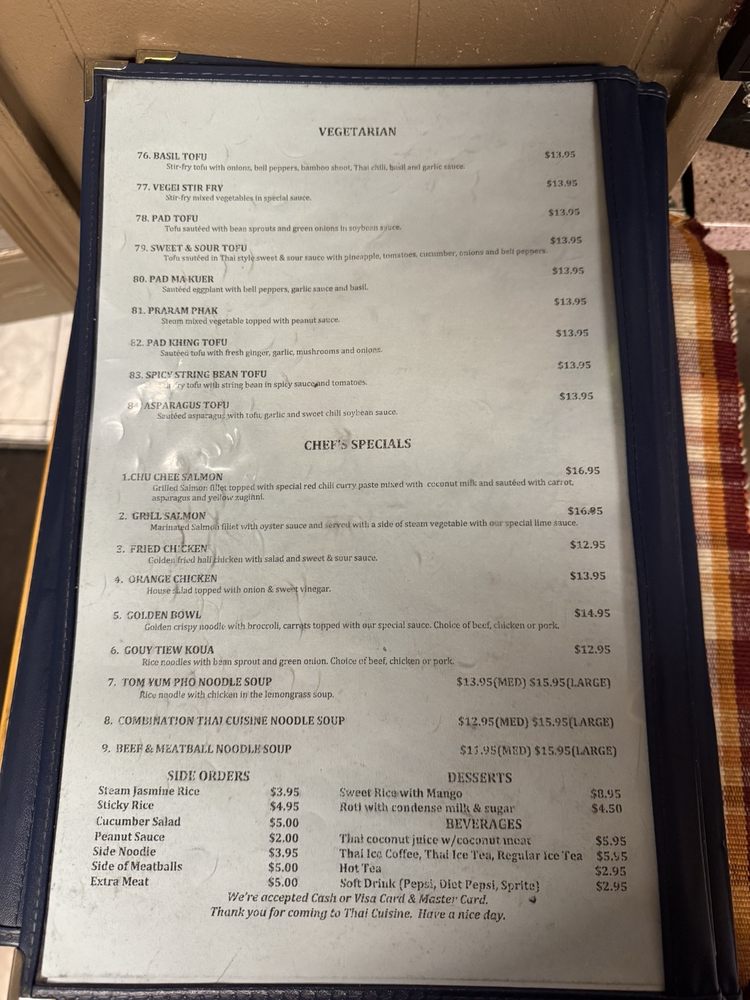 VEGETARIAN
76. BASIL TOFU $13.95
Stir-fry tofu with onions, bell peppers, bamboo shoot, Thai chili, basil and garlic sauce.
77. VEGEI STIR FRY $13.95
Stir-fry mixed vegetables in special sauce.
78. PAD TOFU $13.95
Tofu sautéed with bean sprouts and green onions in soybean sauce.
79. SWEET & SOUR TOFU $13.95
Tofu sautéed in Thai style sweet & sour sauce with pineapple, tomatoes, cucumber, onions and bell peppers.
80. PAD MA KUER $13.95
Sautéed eggplant with bell peppers, garlic sauce and basil.
81. PRARAM PHAK $13.95
Steam mixed vegetable topped with peanut sauce.
82. PAD KHING TOFU $13.95
Sautéed tofu with fresh ginger, garlic, mushrooms and onions.
83. SPICY STRING BEAN TOFU $13.95
fry tofu with string bean in spicy sauce and tomatoes.
84 ASPARAGUS TOFU $13.95
Sautéed asparagus with tofu, garlic and sweet chili soybean sauce.
CHEF'S SPECIALS
1.CHU CHEE SALMON $16.95
Grilled Salmon fillet topped with special red chili curry paste mixed with coconut milk and sautéed with carrot,
asparagus and yellow zuginni.
2. GRILL SALMON $16.95
Marinated Salmon fillet with oyster sauce and served with a side of steam vegetable with our special lime sauce.
3. FRIED CHICKEN $12.95
Golden fried half chicken with salad and sweet & sour sauce.
4. ORANGE CHICKEN $13.95
House salad topped with onion & sweet vinegar.
5. GOLDEN BOWL $14.95
Golden crispy noodle with broccoli, carrots topped with our special sauce. Choice of beef, chicken or pork.
6. GOUY TIEW KOUA $12.95
Rice noodles with bean sprout and green onion. Choice of beef, chicken or pork.
7. TOM YUM PHO NOODLE SOUP $13.95(MED) $15.95(LARGE)
Rice noodle with chicken in the lemongrass soup.
8. COMBINATION THAI CUISINE NOODLE SOUP $12.95(MED) $15.95(LARGE)
9. BEEF & MEATBALL NOODLE SOUP (MED) $15.95(LARGE)
SIDE ORDERS
Steam Jasmine Rice $3.95
Sticky Rice $4.95
Cucumber Salad $5.00
Peanut Sauce $2.00
Side Noodle $3.95
Side of Meatballs $5.00
Extra Meat $5.00
DESSERTS
Sweet Rice with Mango $8.95
Roti with condense milk & sugar $4.50
BEVERAGES
Thai coconut juice w/coconut meat $5.95
Thai Ice Coffee, Thai Ice Tea, Regular Ice Tea $5.95
Hot Tea $2.95
Soft Drink (Pepsi, Diet Pepsi, Sprite) $2.95
We're accepted Cash or Visa Card & Master Card.
Thank you for coming to Thai Cuisine. Have a nice day.